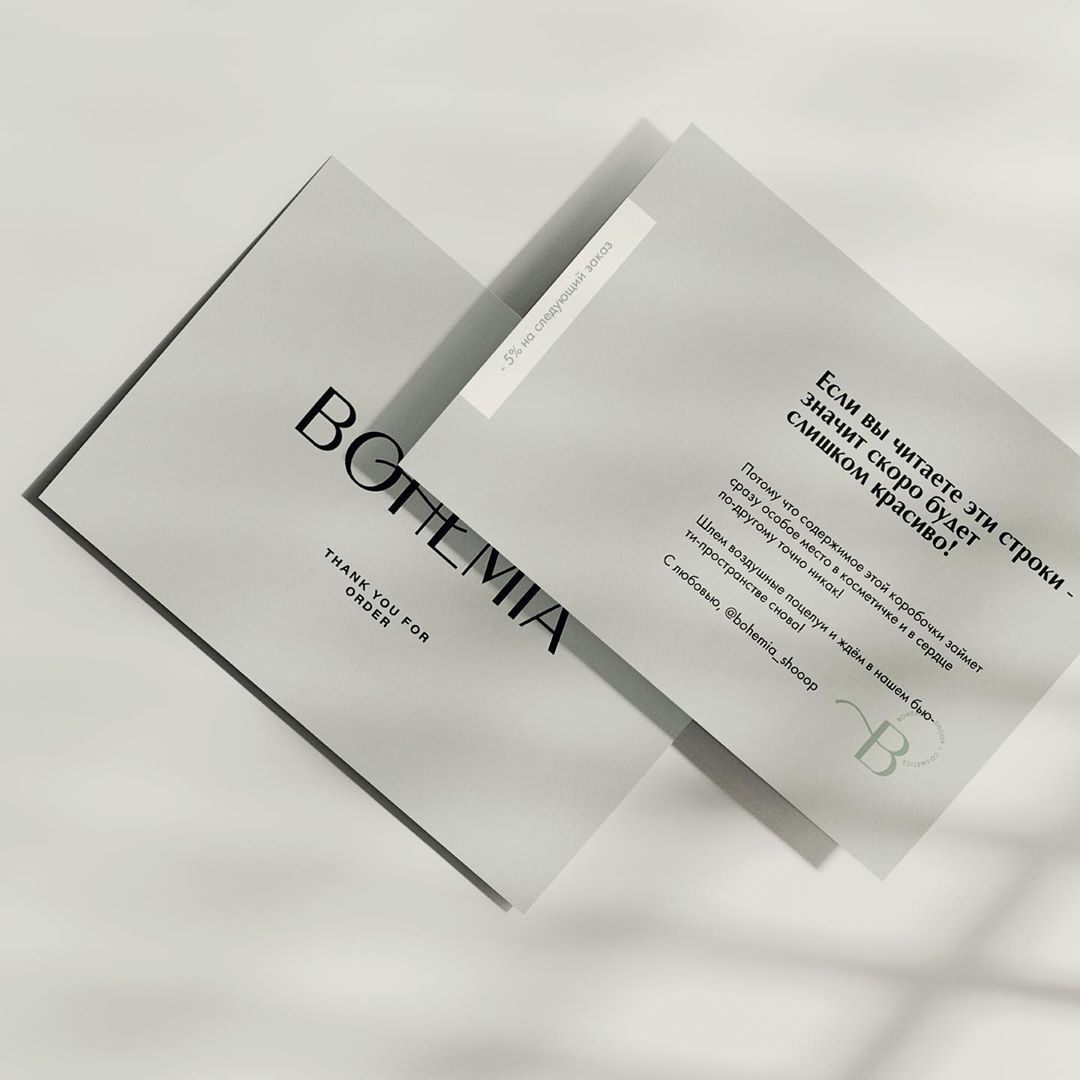 BOHEMIA
THANK YOU FOR
ORDER
- 5% на следующий заказ
Если вы читаете эти строки -
значит скоро будет
слишком красиво!
Потому что содержимое этой коробочки займет
сразу особое место в косметичке и в сердце
по-другому точно никак!
Шлем воздушные поцелуи и ждём в нашем бью-
ти-пространстве снова!
С любовью, @bohemia_shooop
B
COSMETICS